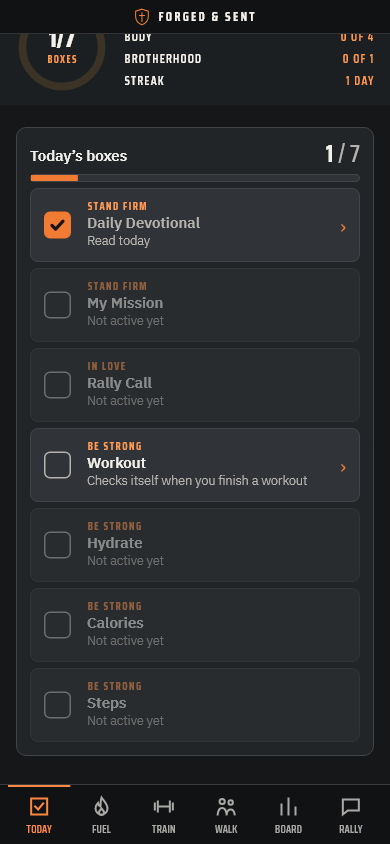 FORGED & SENT
1/7
BOXES
BODY 0 OF 4
BROTHERHOOD 0 OF 1
STREAK 1 DAY
Today's boxes 1 / 7
STAND FIRM
Daily Devotional
Read today
STAND FIRM
My Mission
Not active yet
IN LOVE
Rally Call
Not active yet
BE STRONG
Workout
Checks itself when you finish a workout
BE STRONG
Hydrate
Not active yet
BE STRONG
Calories
Not active yet
BE STRONG
Steps
Not active yet
TODAY FUEL TRAIN WALK BOARD RALLY